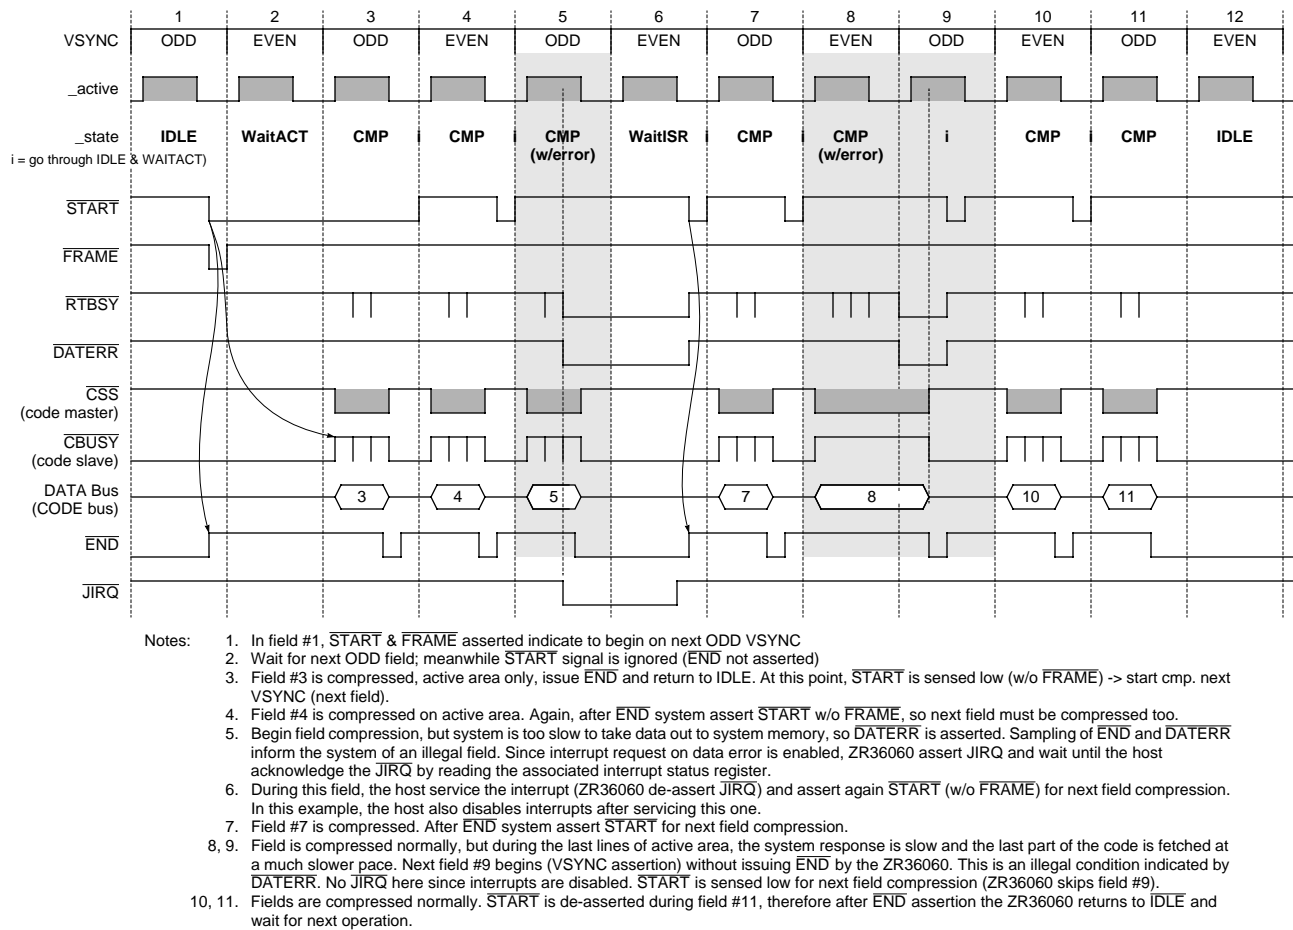 1 2 3 4 5 6 7 8 9 10 11 12
VSYNC ODD EVEN ODD EVEN ODD EVEN ODD EVEN ODD EVEN ODD EVEN
_active
_state IDLE WaitACT CMP i CMP i CMP WaitISR i CMP i CMP i CMP i CMP IDLE
(w/error) (w/error)
i = go through IDLE & WAITACT)
START
FRAME
RTBSY
DATERR
CSS
(code master)
CBUSY
(code slave)
DATA Bus
(CODE bus)
3 4 5 7 8 10 11
END
JIRQ
Notes: 1. In field #1, START & FRAME asserted indicate to begin on next ODD VSYNC
2. Wait for next ODD field; meanwhile START signal is ignored (END not asserted)
3. Field #3 is compressed, active area only, issue END and return to IDLE. At this point, START is sensed low (w/o FRAME) -> start cmp. next
VSYNC (next field).
4. Field #4 is compressed on active area. Again, after END system assert START w/o FRAME, so next field must be compressed too.
5. Begin field compression, but system is too slow to take data out to system memory, so DATERR is asserted. Sampling of END and DATERR
inform the system of an illegal field. Since interrupt request on data error is enabled, ZR36060 assert JIRQ and wait until the host
acknowledge the JIRQ by reading the associated interrupt status register.
6. During this field, the host service the interrupt (ZR36060 de-assert JIRQ) and assert again START (w/o FRAME) for next field compression.
In this example, the host also disables interrupts after servicing this one.
7. Field #7 is compressed. After END system assert START for next field compression.
8, 9. Field is compressed normally, but during the last lines of active area, the system response is slow and the last part of the code is fetched at
a much slower pace. Next field #9 begins (VSYNC assertion) without issuing END by the ZR36060. This is an illegal condition indicated by
DATERR. No JIRQ here since interrupts are disabled. START is sensed low for next field compression (ZR36060 skips field #9).
10, 11. Fields are compressed normally. START is de-asserted during field #11, therefore after END assertion the ZR36060 returns to IDLE and
wait for next operation.